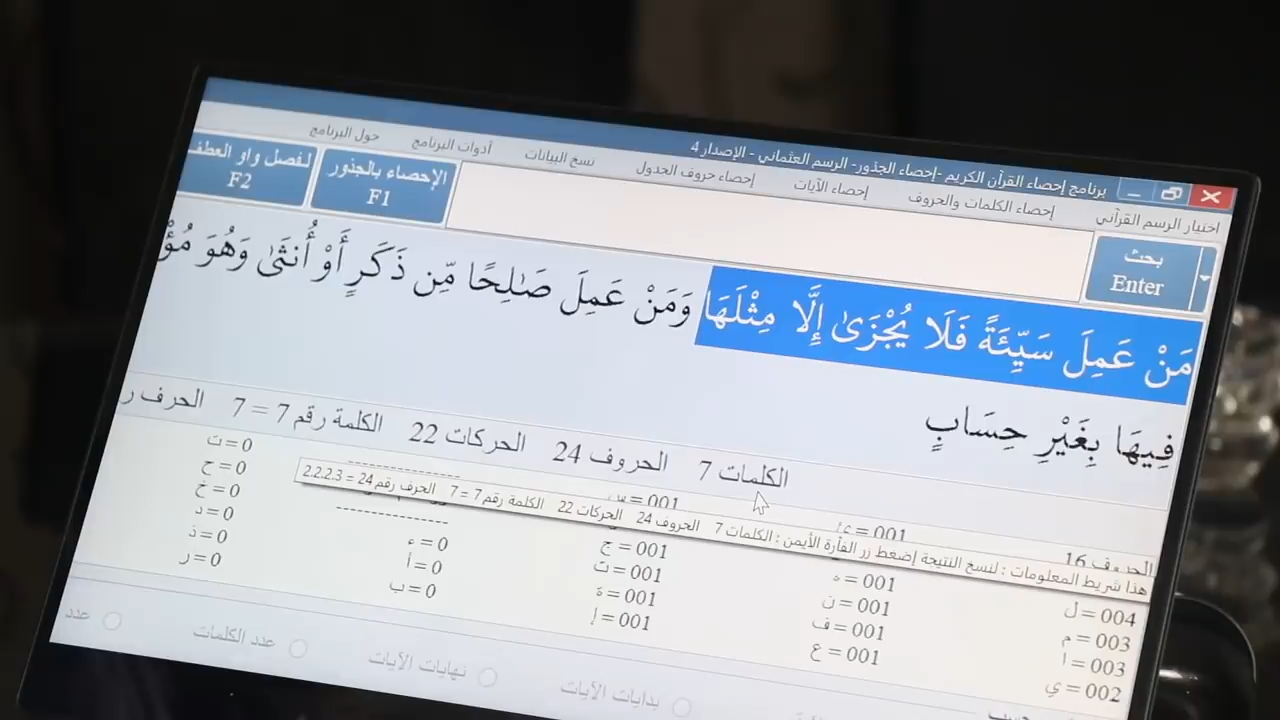 برنامج إحصاء القرآن الكريم -إحصاء الجذور- الرسم العثماني - الإصدار 4
اختيار الرسم القرآني إحصاء الكلمات والحروف إحصاء الآيات إحصاء حروف الجدول نسخ البيانات أدوات البرنامج حول البرنامج
بحث
Enter
الإحصاء بالجذور
F1
لفصل واو العطف
F2
مَنْ عَمِلَ سَيِّئَةً فَلَا يُجْزَىٰ إِلَّا مِثْلَهَا وَمَنْ عَمِلَ صَٰلِحًا مِّن ذَكَرٍ أَوْ أُنثَىٰ وَهُوَ
فِيهَا بِغَيْرِ حِسَابٍ
الكلمات 7 الحروف 24 الحركات 22 الكلمة رقم 7 = 7 الحرف
هذا شريط المعلومات : لنسخ النتيجة إضغط زر الفأرة الأيمن : الكلمات 7 الحروف 24 الحركات 22 الكلمة رقم 7 = 7 الحرف رقم 24 = 2.2.2.3
الحروف 16
ل = 004
م = 003
ا = 003
ي = 002
ه = 001
ن = 001
ف = 001
ع = 001
س = 001
ج = 001
ث = 001
ة = 001
إ = 001
ء = 0
أ = 0
ب = 0
ت = 0
ح = 0
خ = 0
د = 0
ذ = 0
ر = 0
بدايات الآيات نهايات الآيات عدد الكلمات عدد